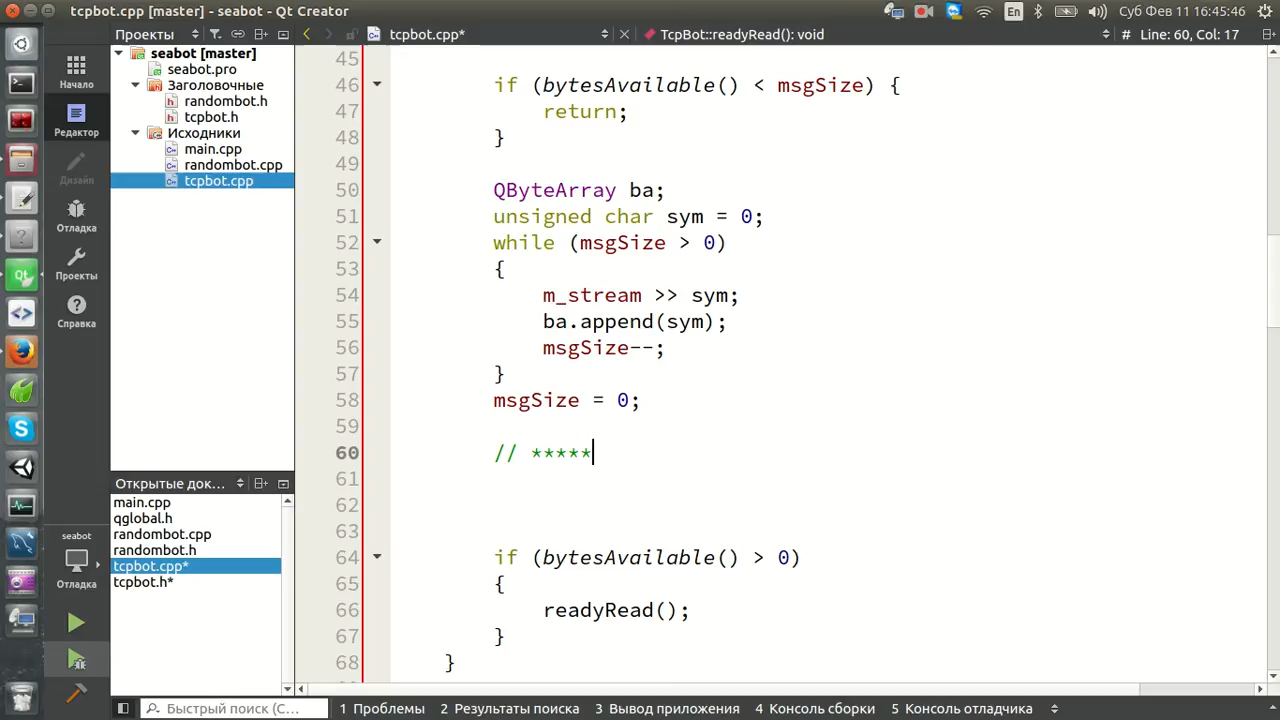 tcpbot.cpp [master] - seabot - Qt Creator
En
Суб Фев 11 16:45:46
Проекты
tcpbot.cpp*
TcpBot::readyRead(): void
# Line: 60, Col: 17
Начало
Редактор
Дизайн
Отладка
Проекты
Справка
seabot
Отладка
seabot [master]
seabot.pro
Заголовочные
randombot.h
tcpbot.h
Исходники
main.cpp
randombot.cpp
tcpbot.cpp
Открытые док...
main.cpp
qglobal.h
randombot.cpp
randombot.h
tcpbot.cpp*
tcpbot.h*
45
46 if (bytesAvailable() < msgSize) {
47 return;
48 }
49
50 QByteArray ba;
51 unsigned char sym = 0;
52 while (msgSize > 0)
53 {
54 m_stream >> sym;
55 ba.append(sym);
56 msgSize--;
57 }
58 msgSize = 0;
59
60 // *****
61
62
63
64 if (bytesAvailable() > 0)
65 {
66 readyRead();
67 }
68 }
Быстрый поиск (C...
1 Проблемы
2 Результаты поиска
3 Вывод приложения
4 Консоль сборки
5 Консоль отладчика